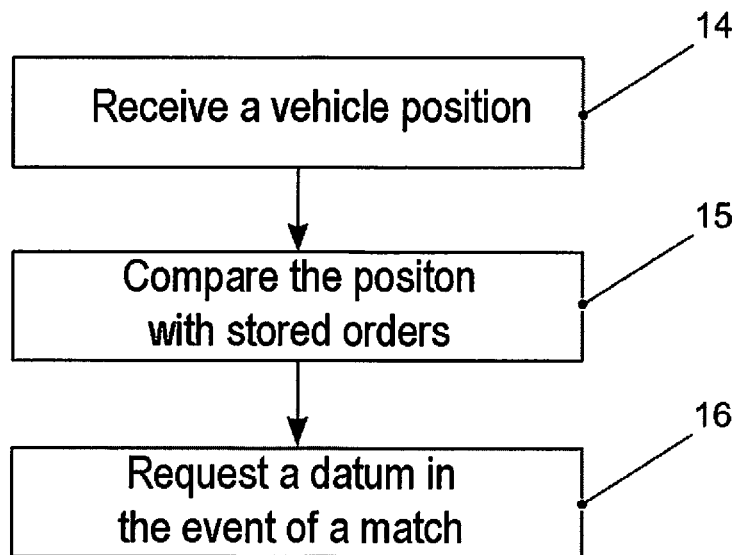 14
Receive a vehicle position
15
Compare the positon
with stored orders
16
Request a datum in
the event of a match